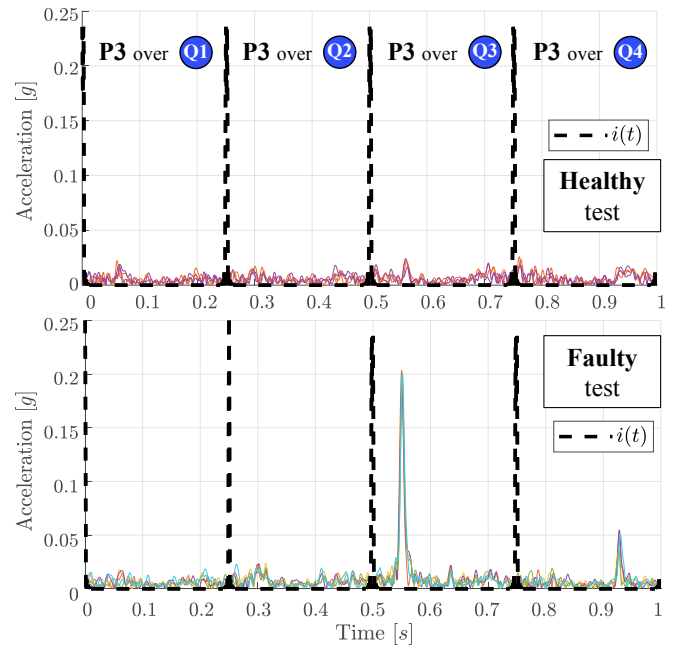 0.25
0.2
0.15
0.1
0.05
0
Acceleration [g]
P3 over Q1
P3 over Q2
P3 over Q3
P3 over Q4
i(t)
Healthy
test
0 0.1 0.2 0.3 0.4 0.5 0.6 0.7 0.8 0.9 1
0.25
0.2
0.15
0.1
0.05
0
Acceleration [g]
Faulty
test
i(t)
0 0.1 0.2 0.3 0.4 0.5 0.6 0.7 0.8 0.9 1
Time [s]